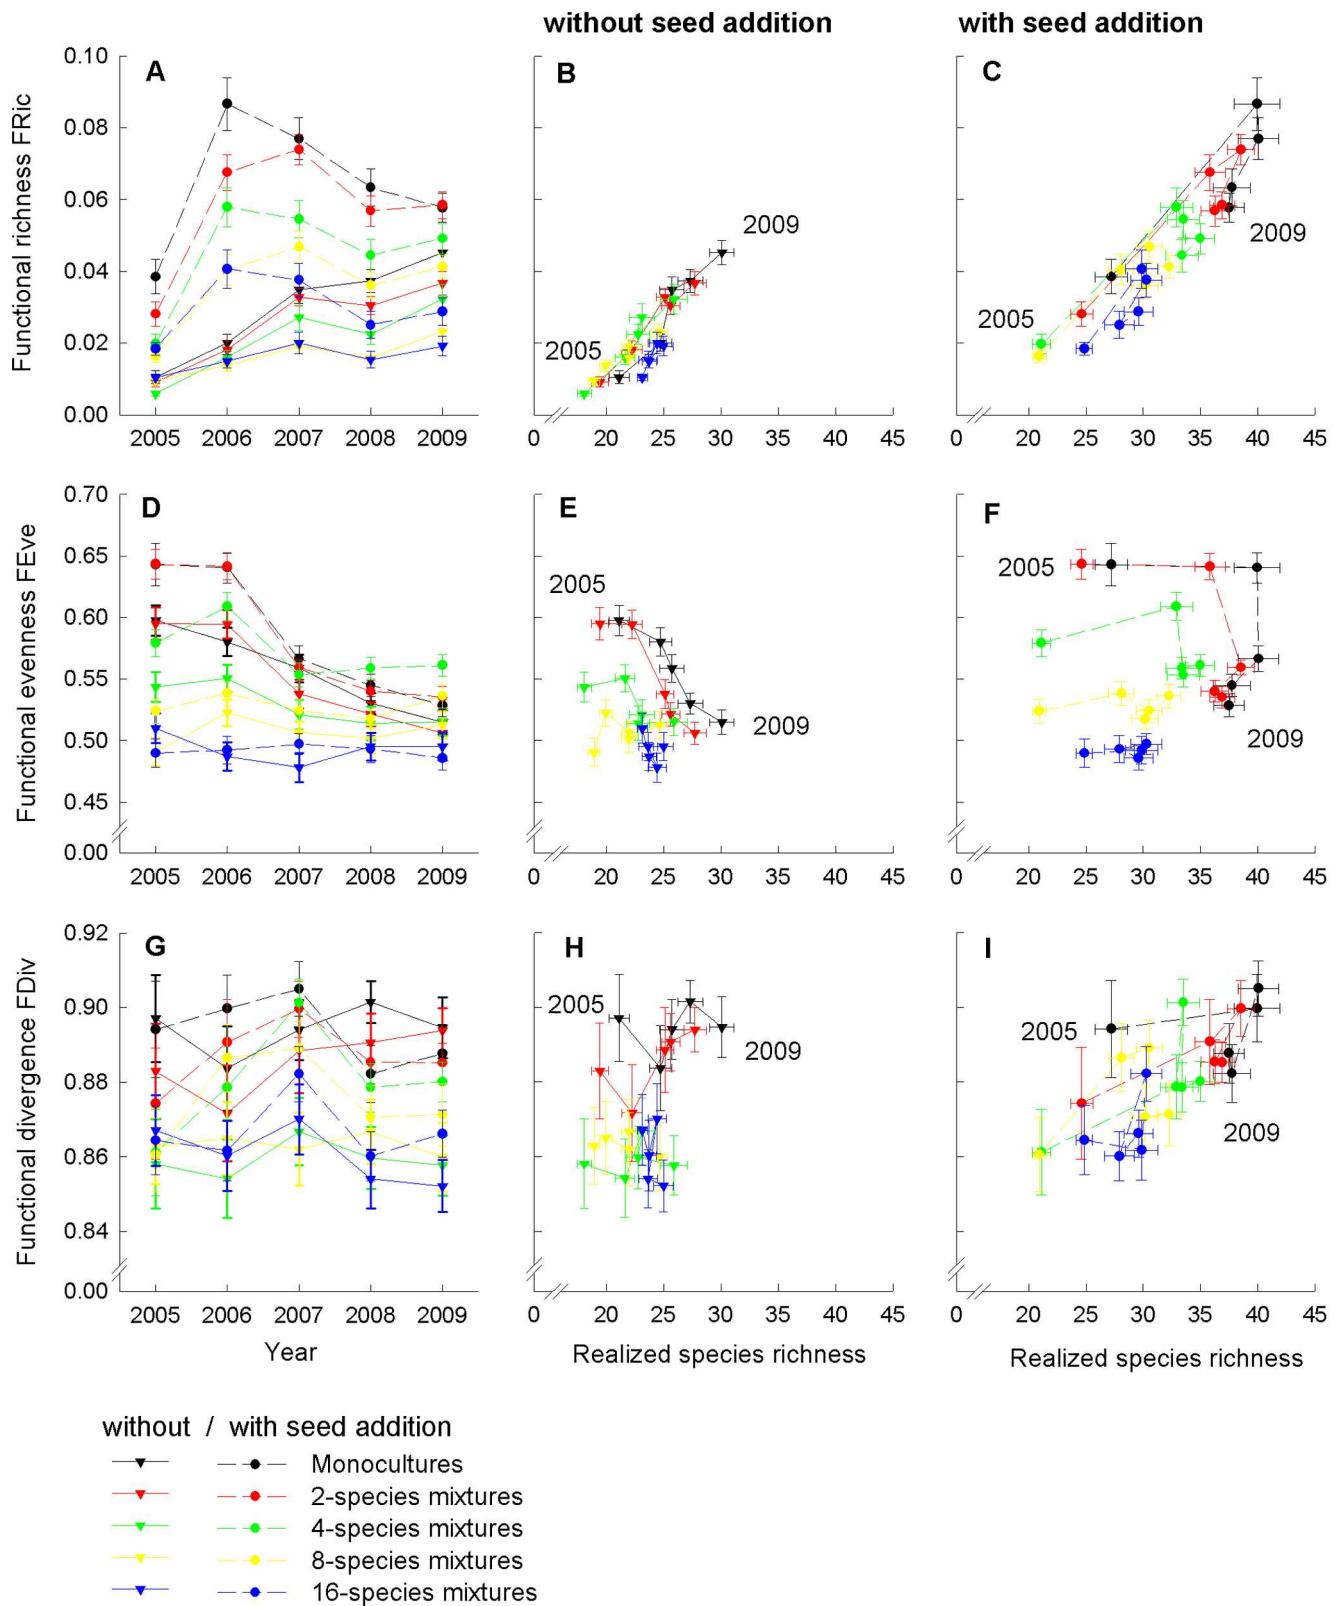 without seed addition
with seed addition
Functional richness FRic
0.10
0.08
0.06
0.04
0.02
0.00
A
2005 2006 2007 2008 2009
B
2009
2005
0 20 25 30 35 40 45
C
2009
2005
0 20 25 30 35 40 45
Functional evenness FEve
0.70
0.65
0.60
0.55
0.50
0.45
0.00
D
2005 2006 2007 2008 2009
E
2005
2009
0 20 25 30 35 40 45
F
2005
2009
0 20 25 30 35 40 45
Functional divergence FDiv
0.92
0.90
0.88
0.86
0.84
0.00
G
2005 2006 2007 2008 2009
Year
H
2005
2009
0 20 25 30 35 40 45
Realized species richness
I
2005
2009
0 20 25 30 35 40 45
Realized species richness
without / with seed addition
Monocultures
2-species mixtures
4-species mixtures
8-species mixtures
16-species mixtures